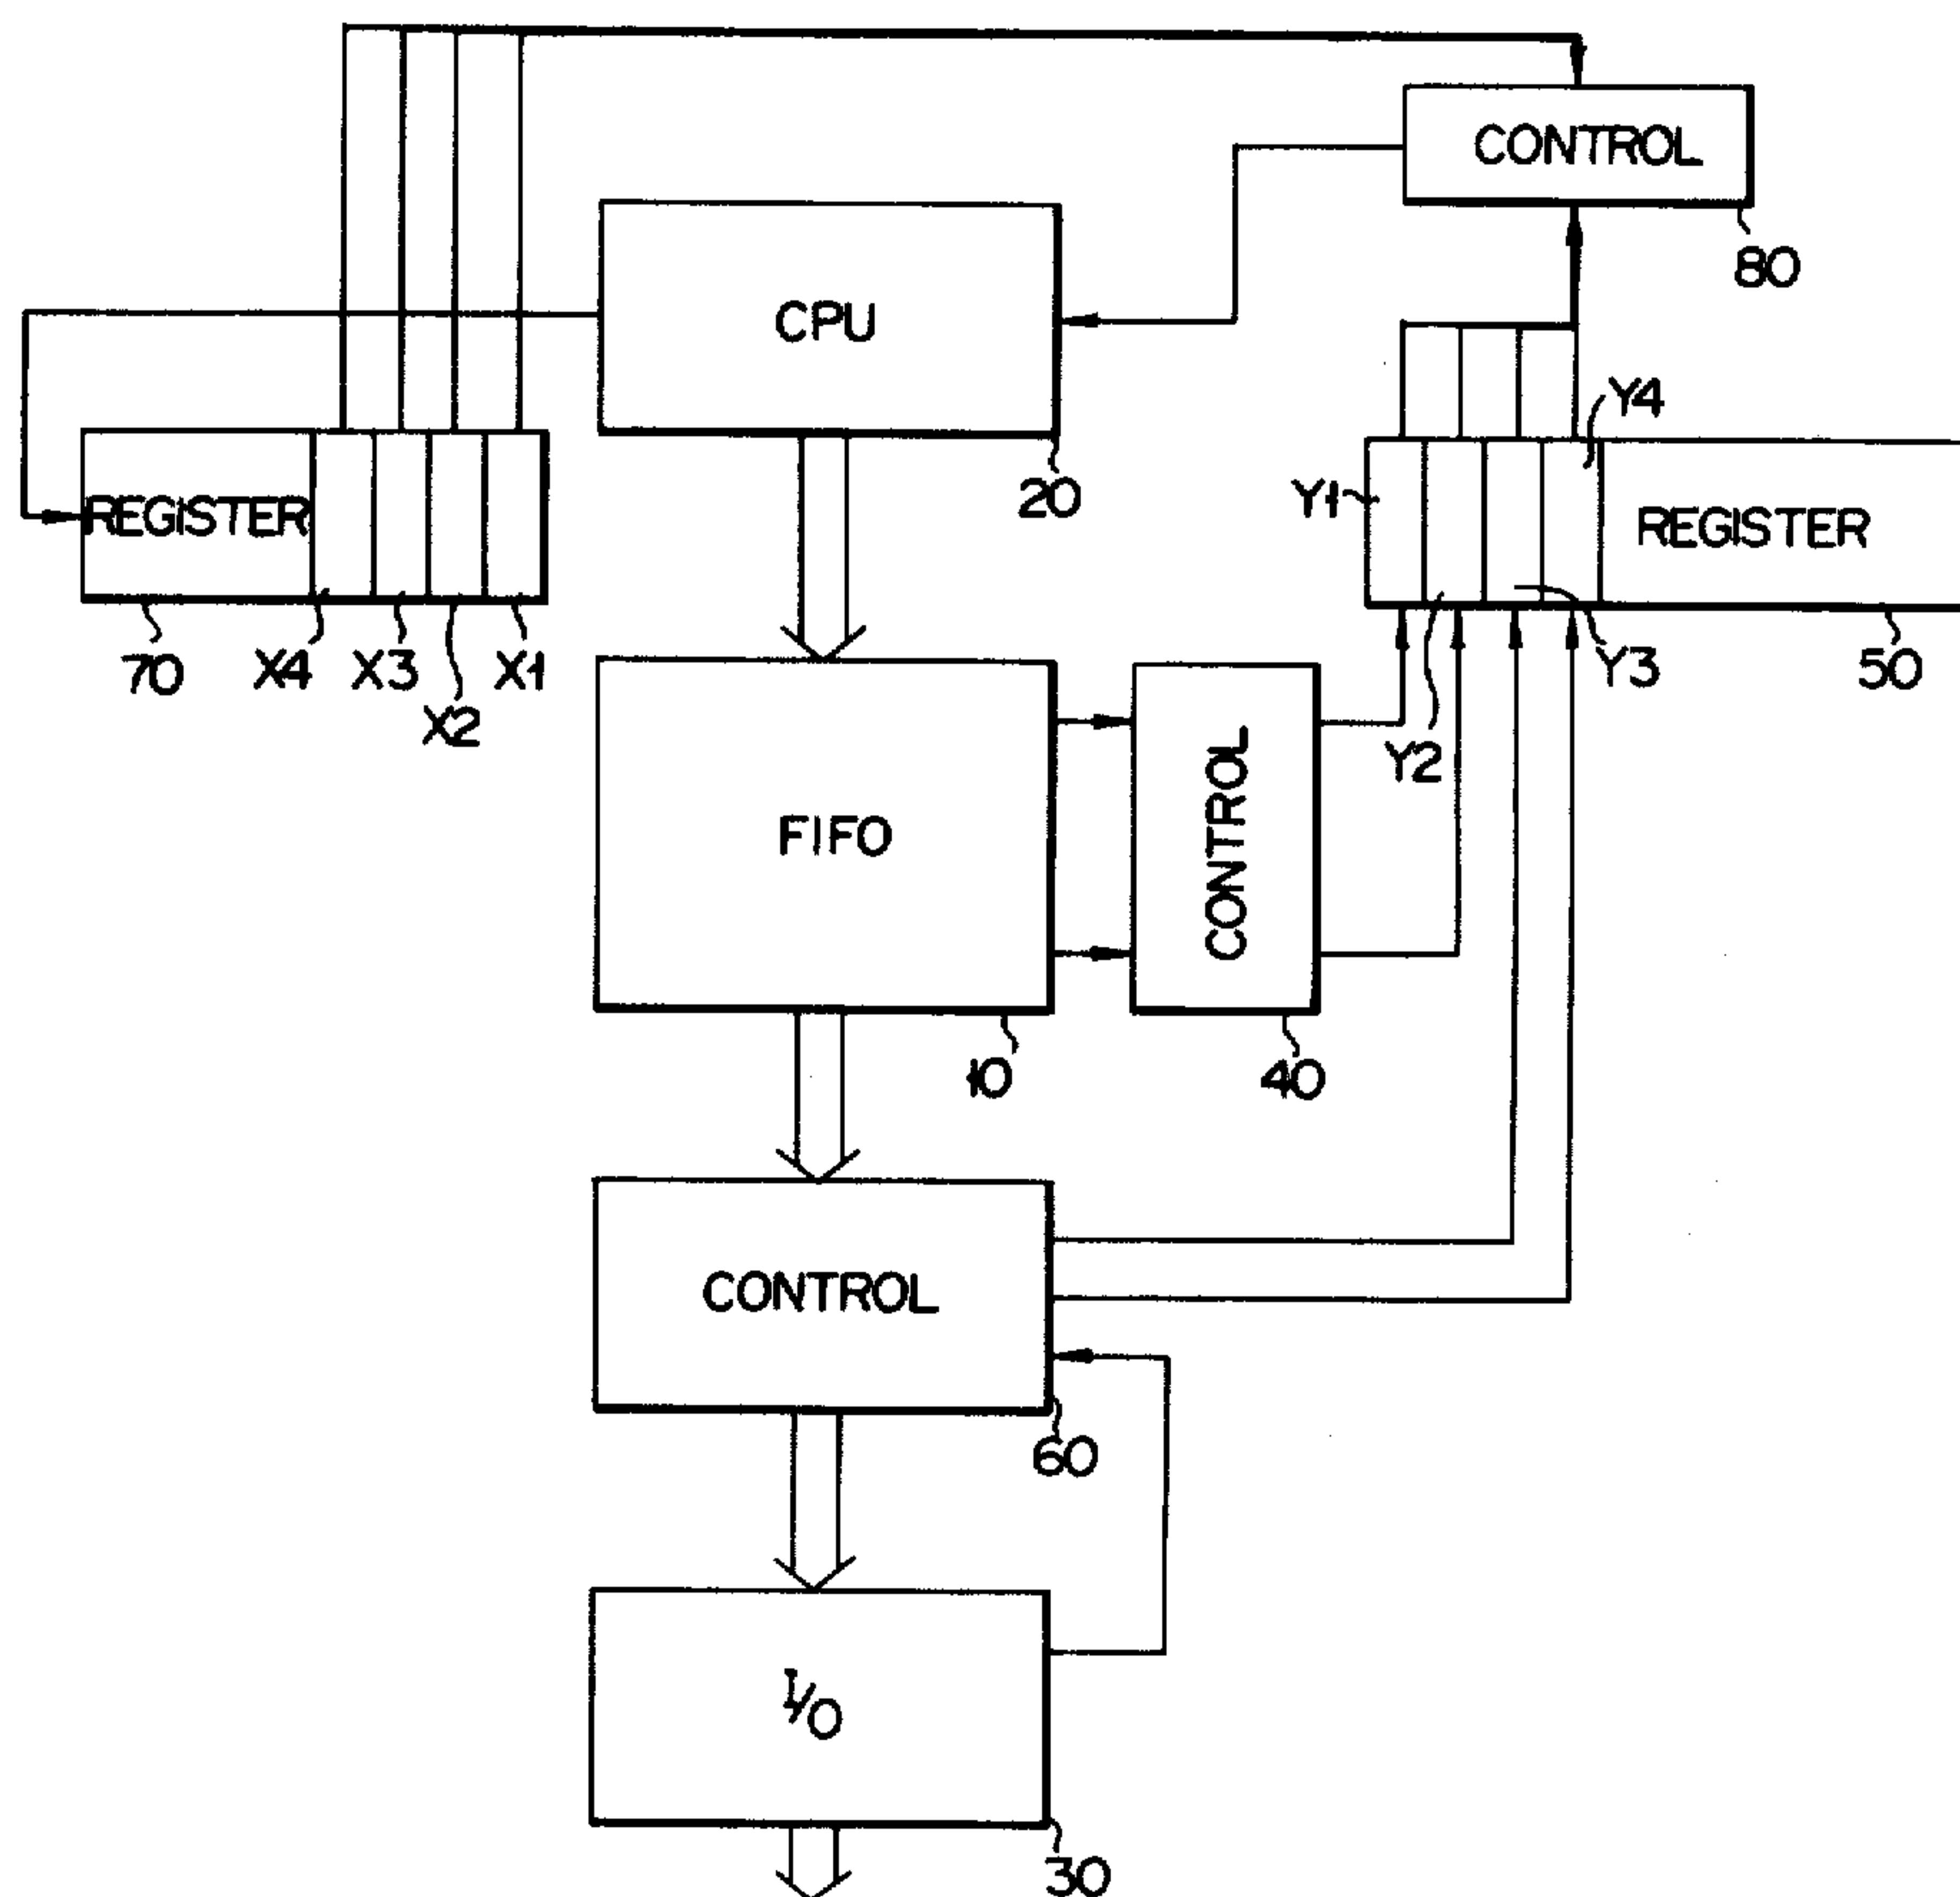 CONTROL
80
CPU
20
Y4
Y1
REGISTER
REGISTER
70
X4
X3
X2
X1
Y3
50
Y2
FIFO
CONTROL
10
40
CONTROL
60
I/O
30